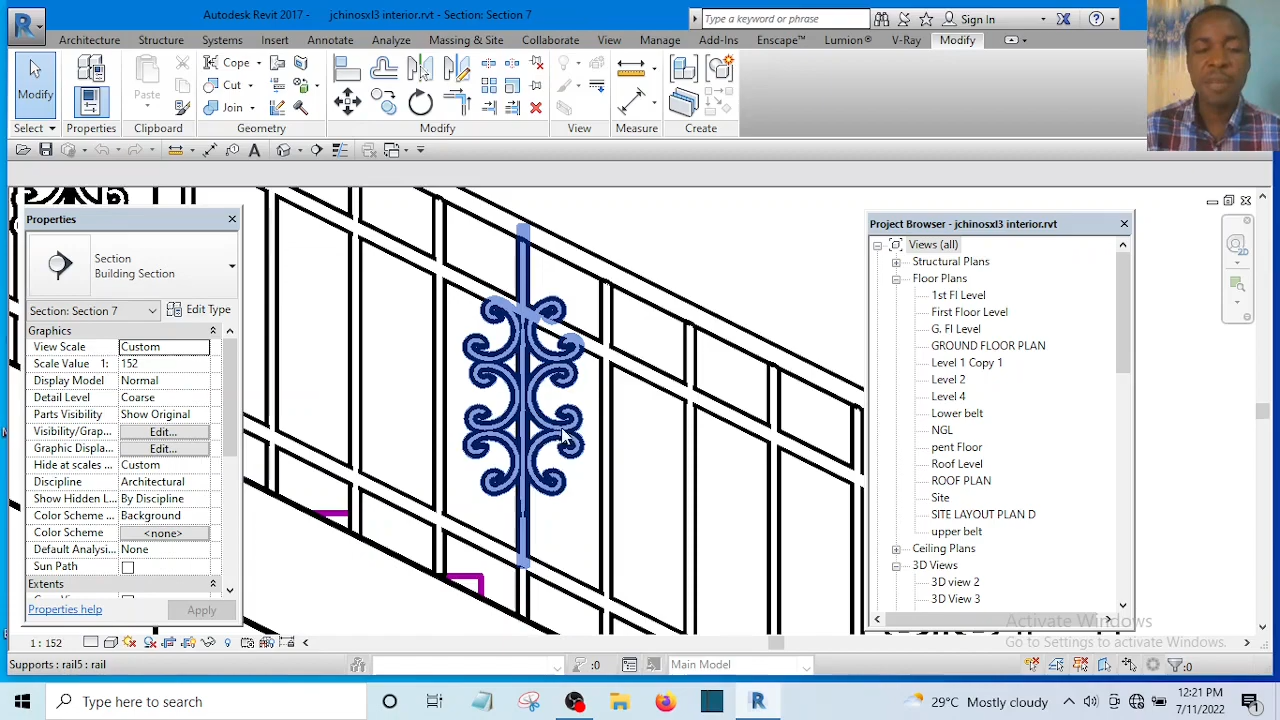 Autodesk Revit 2017 - jchinosxl3 interior.rvt - Section: Section 7
Type a keyword or phrase
Sign In
Architecture Structure Systems Insert Annotate Analyze Massing & Site Collaborate View Manage Add-Ins Enscape™ Lumion® V-Ray Modify
Modify
Paste
Cope
Cut
Join
Select Properties Clipboard Geometry Modify View Measure Create
Properties
Section
Building Section
Section: Section 7
Edit Type
Graphics
View Scale Custom
Scale Value 1: 152
Display Model Normal
Detail Level Coarse
Parts Visibility Show Original
Visibility/Grap... Edit...
Graphic Displa... Edit...
Hide at scales ... Custom
Discipline Architectural
Show Hidden L... By Discipline
Color Scheme ... Background
Color Scheme <none>
Default Analysi... None
Sun Path
Extents
Properties help
Apply
Project Browser - jchinosxl3 interior.rvt
Views (all)
Structural Plans
Floor Plans
1st Fl Level
First Floor Level
G. Fl Level
GROUND FLOOR PLAN
Level 1 Copy 1
Level 2
Level 4
Lower belt
NGL
pent Floor
Roof Level
ROOF PLAN
Site
SITE LAYOUT PLAN D
upper belt
Ceiling Plans
3D Views
3D view 2
3D View 3
Activate Windows
Go to Settings to activate Windows.
1 : 152
Supports : rail5 : rail
:0
Main Model
:0
Type here to search
29°C Mostly cloudy
12:21 PM
7/11/2022
1